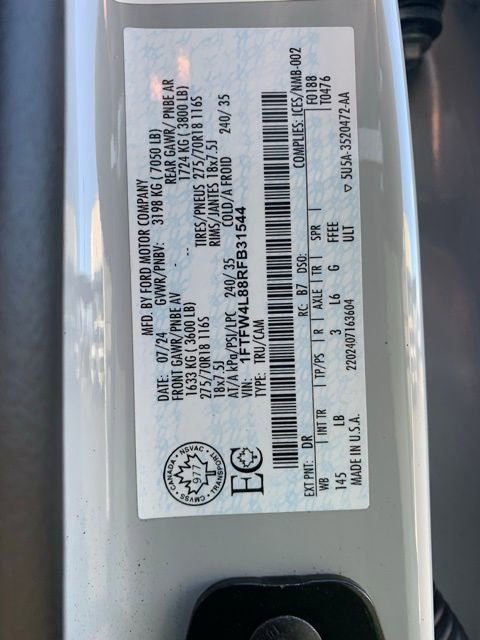 MFD. BY FORD MOTOR COMPANY
DATE: 07/24 GVWR/PNBV: 3198 KG ( 7050 LB)
FRONT GAWR/PNBE AV REAR GAWR/ PNBE AR
1633 KG ( 3600 LB) 1724 KG ( 3800 LB)
275/70R18 116S TIRES/PNEUS 275/70R18 116S
18x7.5J RIMS/JANTES 18x7.5J
AT/A kPa/PSI/LPC 240/ 35 COLD/A FROID 240/ 35
VIN: 1FTFW4L88RFB31544
TYPE: TRU/CAM
COMPLIES: ICES/NMB-002
F0188
1T0476
CANADA · NSVAC · TRANSPORT · CMVSS
977
EC
EXT PNT: DR RC: B7 DSO:
WB INT TR TP/PS R AXLE TR SPR
145 LB 3 L6 G FFEE
ULT
MADE IN U.S.A. 2202407163604
▽ 5U5A-3520472-AA